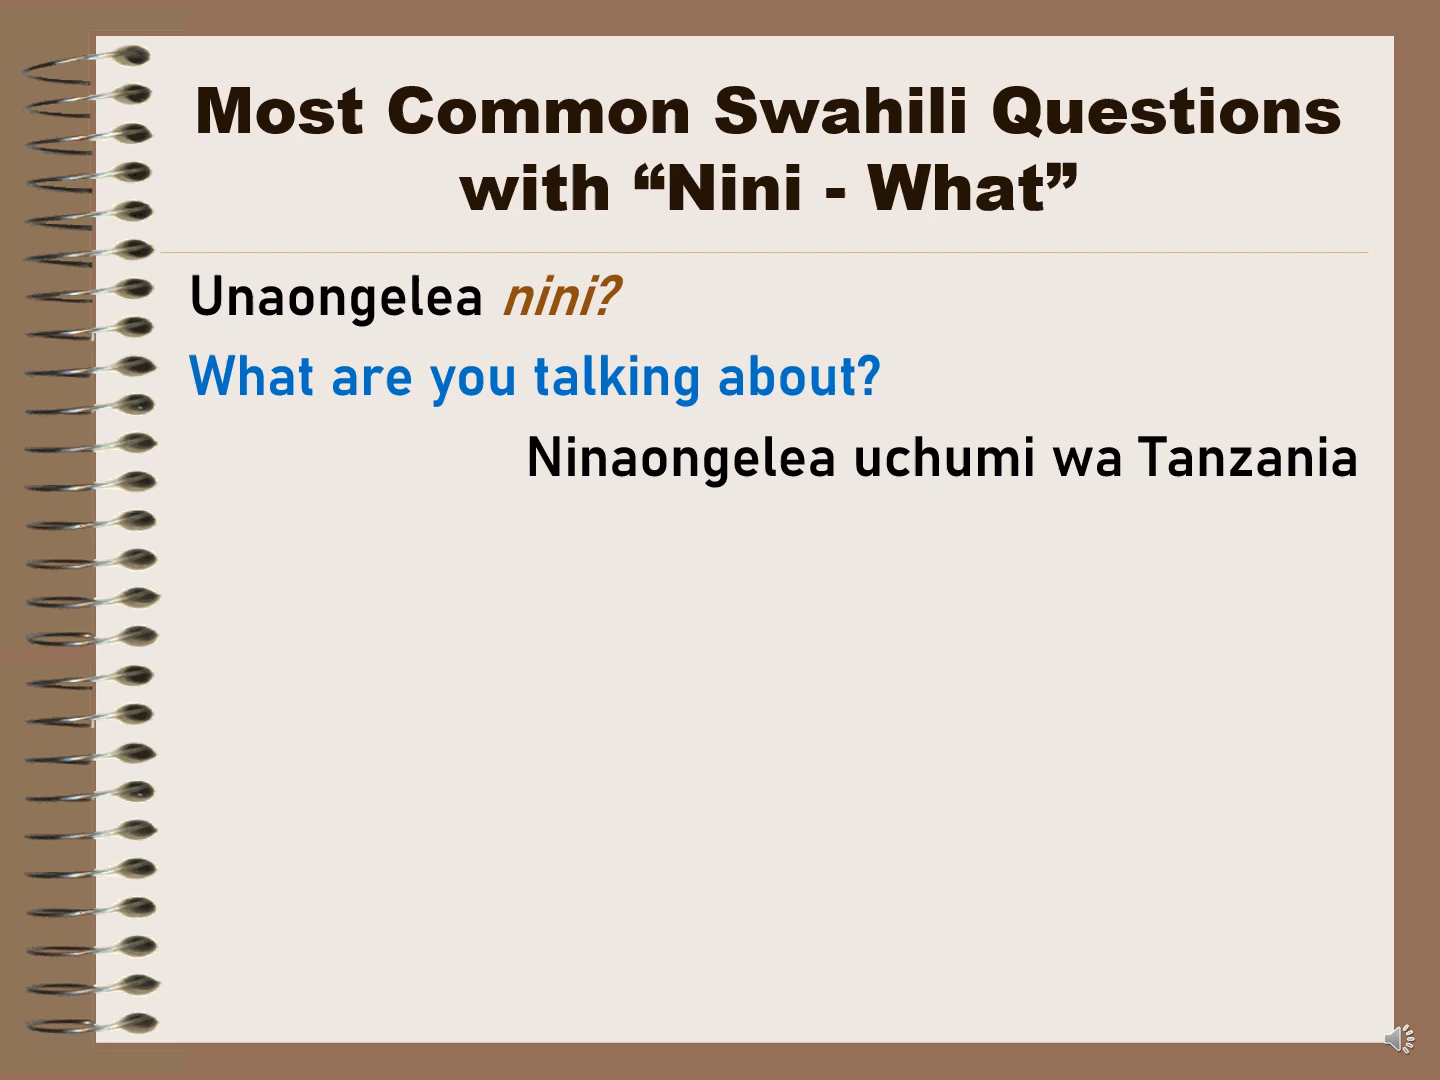 Most Common Swahili Questions
with “Nini - What”
Unaongelea nini?
What are you talking about?
Ninaongelea uchumi wa Tanzania